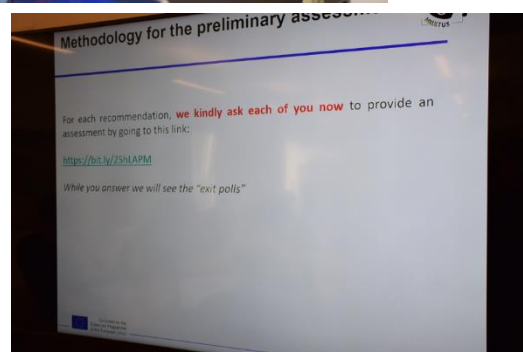 Methodology for the preliminary
For each recommendation, we kindly ask each of you now to provide an
assessment by going to this link:
https://bit.ly/2ShLAPM
While you answer we will see the "exit polls"